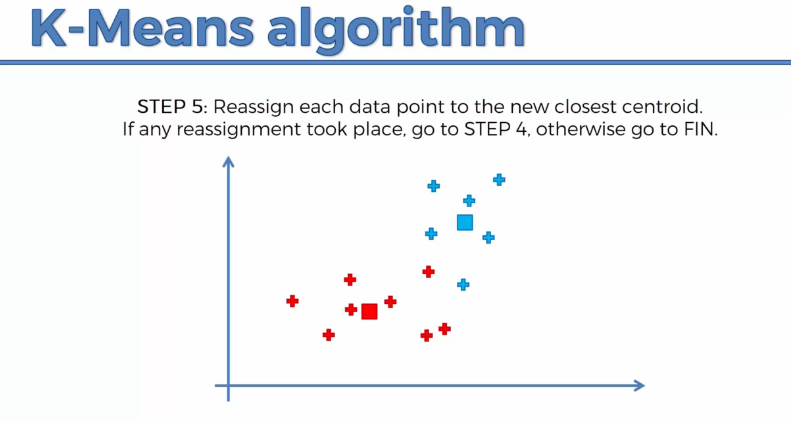 K-Means algorithm
STEP 5: Reassign each data point to the new closest centroid.
If any reassignment took place, go to STEP 4, otherwise go to FIN.